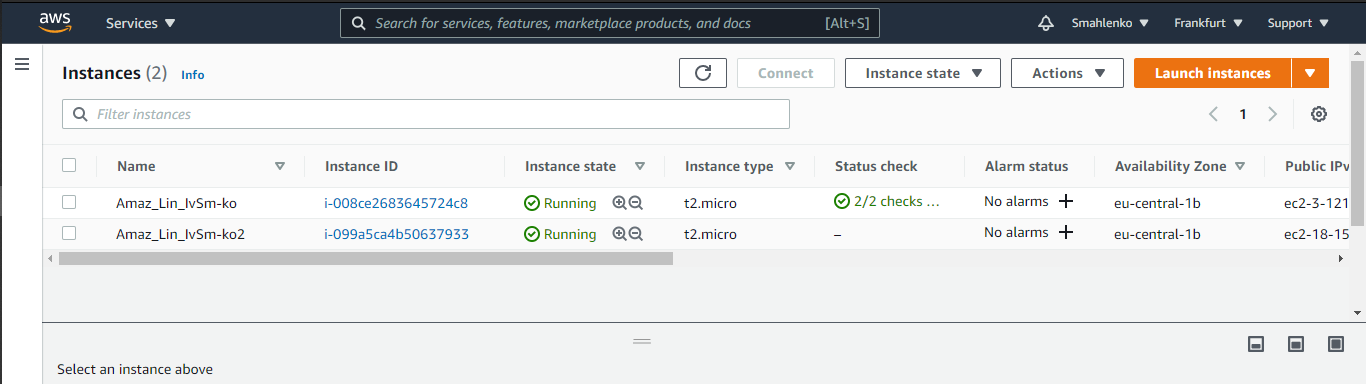 aws Services Search for services, features, marketplace products, and docs [Alt+S] Smahlenko Frankfurt Support
Instances (2) Info Connect Instance state Actions Launch instances
Filter instances 1
Name Instance ID Instance state Instance type Status check Alarm status Availability Zone Public IPv
Amaz_Lin_IvSm-ko i-008ce2683645724c8 Running t2.micro 2/2 checks ... No alarms + eu-central-1b ec2-3-121
Amaz_Lin_IvSm-ko2 i-099a5ca4b50637933 Running t2.micro – No alarms + eu-central-1b ec2-18-15
Select an instance above